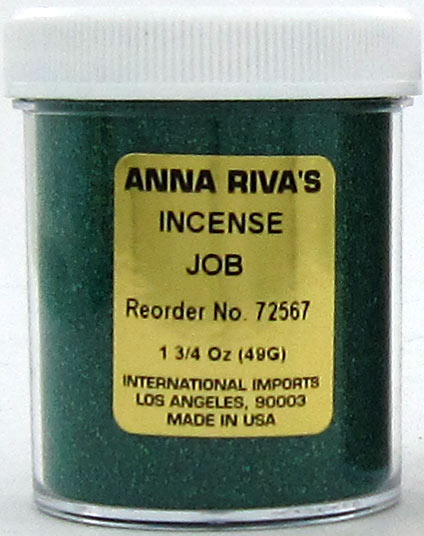 ANNA RIVA'S
INCENSE
JOB
Reorder No. 72567
1 3/4 Oz (49G)
INTERNATIONAL IMPORTS
LOS ANGELES, 90003
MADE IN USA